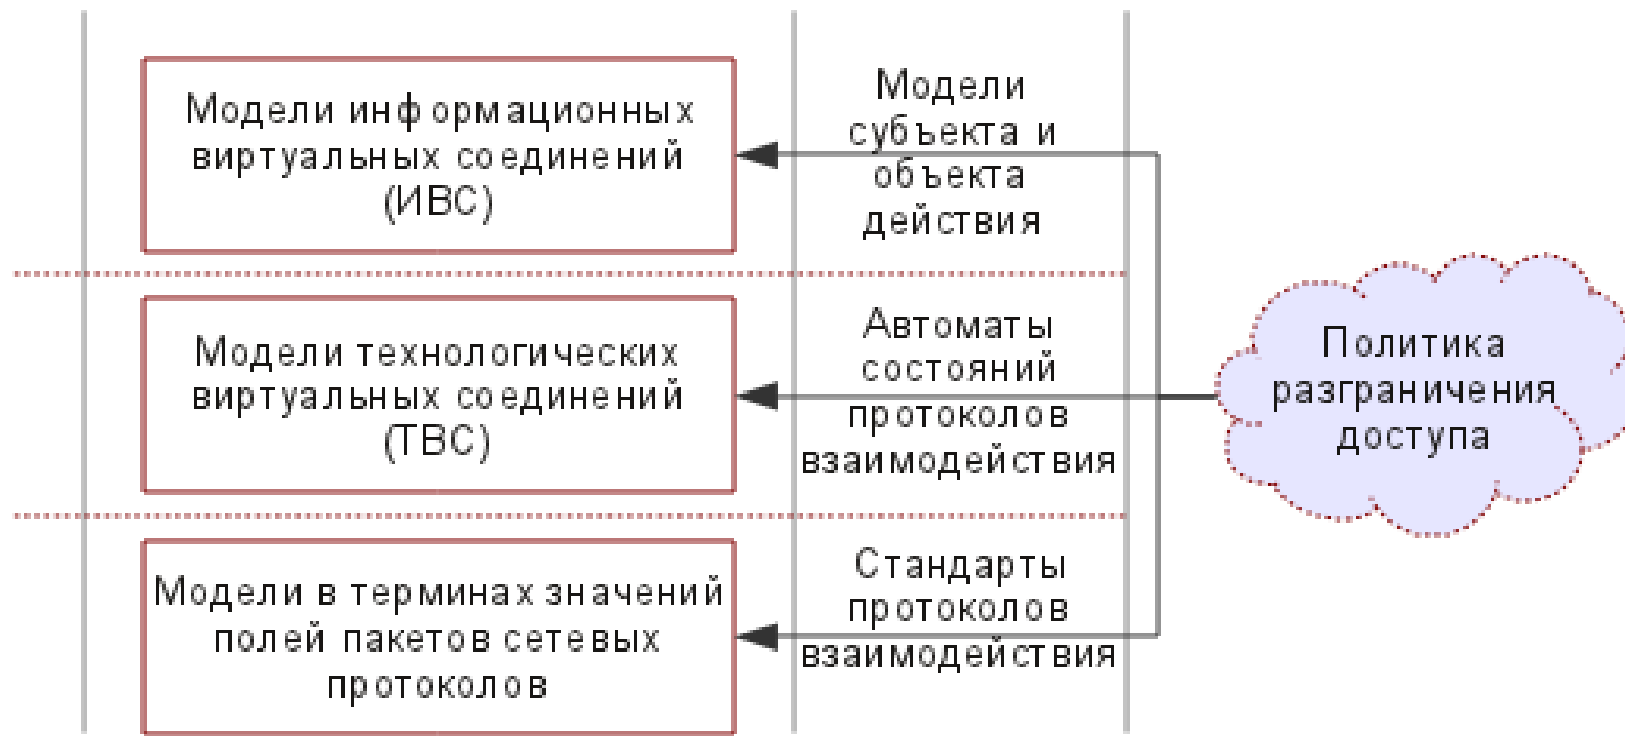 Модели информационных
виртуальных соединений
(ИВС)
Модели
субъекта и
объекта
действия
Модели технологических
виртуальных соединений
(ТВС)
Автоматы
состояний
протоколов
взаимодействия
Модели в терминах значений
полей пакетов сетевых
протоколов
Стандарты
протоколов
взаимодействия
Политика
разграничения
доступа